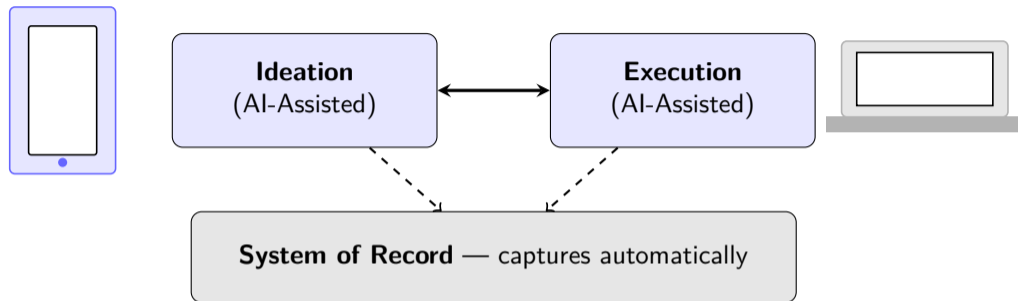 Ideation
(AI-Assisted)
Execution
(AI-Assisted)
System of Record — captures automatically